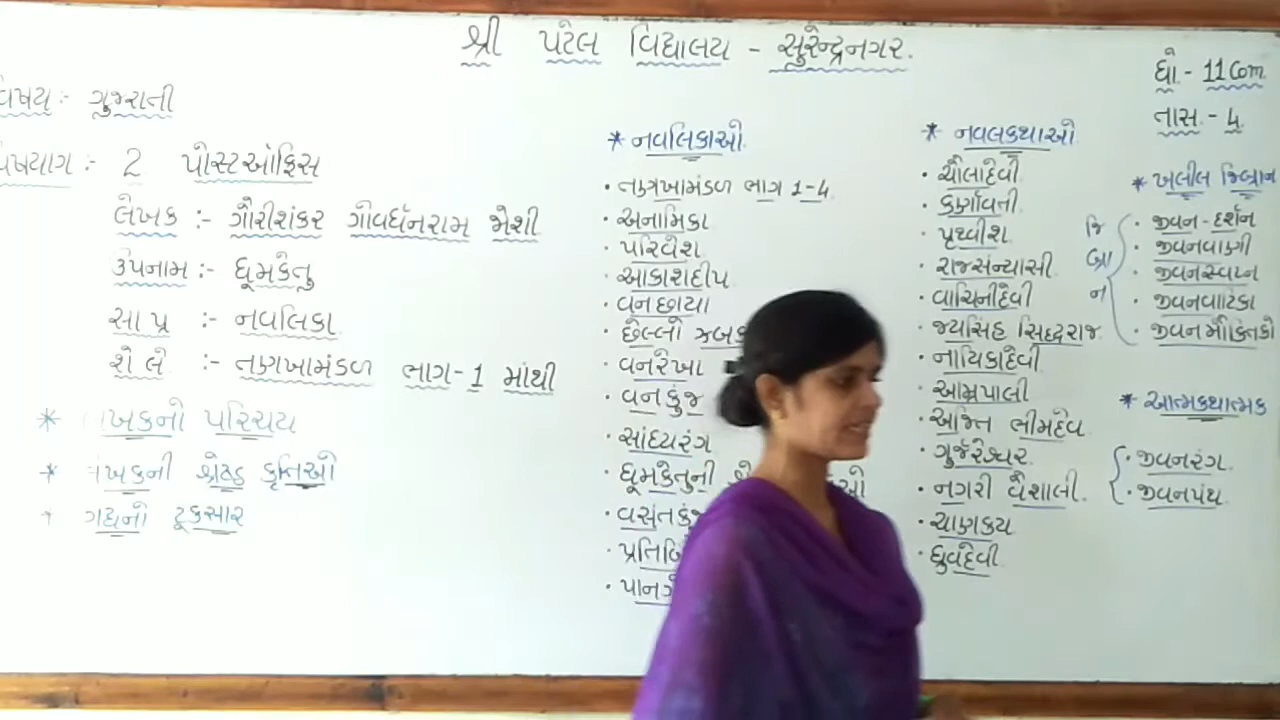 શ્રી પટેલ વિદ્યાલય - સુરેન્દ્રનગર.
ધો.- 11 Com.
તાસ.- 4.
વિષય :- ગુજરાતી
:- 2 પોસ્ટઑફિસ
લેખક :- ગૌરીશંકર ગોવર્ધનરામ જોશી
ઉપનામ :- ધૂમકેતુ
સા પ્ર :- નવલિકા
શે લે :- તણખામંડળ ભાગ-1 માંથી
* લેખકનો પરિચય
* લેખકની શ્રેષ્ઠ કૃતિઓ
* ગદ્યનો ટૂકસાર
* નવલિકાઓ.
· તણખામંડળ ભાગ 1-4
· અનામિકા
· પરિવેશ
· આકાશદીપ
· વનછાયા
· છેલ્લો
· વનરેખા
· વનકુંજ
· સાંધ્યરંગ
· ધૂમકેતુની
· પ્રતિબિં
* નવલકથાઓ
· ચૌલાદેવી
· કર્ણાવતી
· પૃથ્વીશ
· રાજસંન્યાસી
· વાચિનીદેવી
· જયસિંહ સિદ્ધરાજ
· નાયિકાદેવી
· આમ્રપાલી
· અજિત ભીમદેવ
· ગુર્જરેશ્વર
· નગરી વૈશાલી.
· ચાણક્ય
· ધ્રુવદેવી
* ખલીલ જિબ્રાન
જિ
બ્રા
ન
· જીવન - દર્શન
· જીવનવાણી
· જીવનસ્વપ્ન
· જીવનવાટિકા
· જીવનમૌક્તિકો
* આત્મકથાત્મક
· જીવનરંગ.
· જીવનપંથ